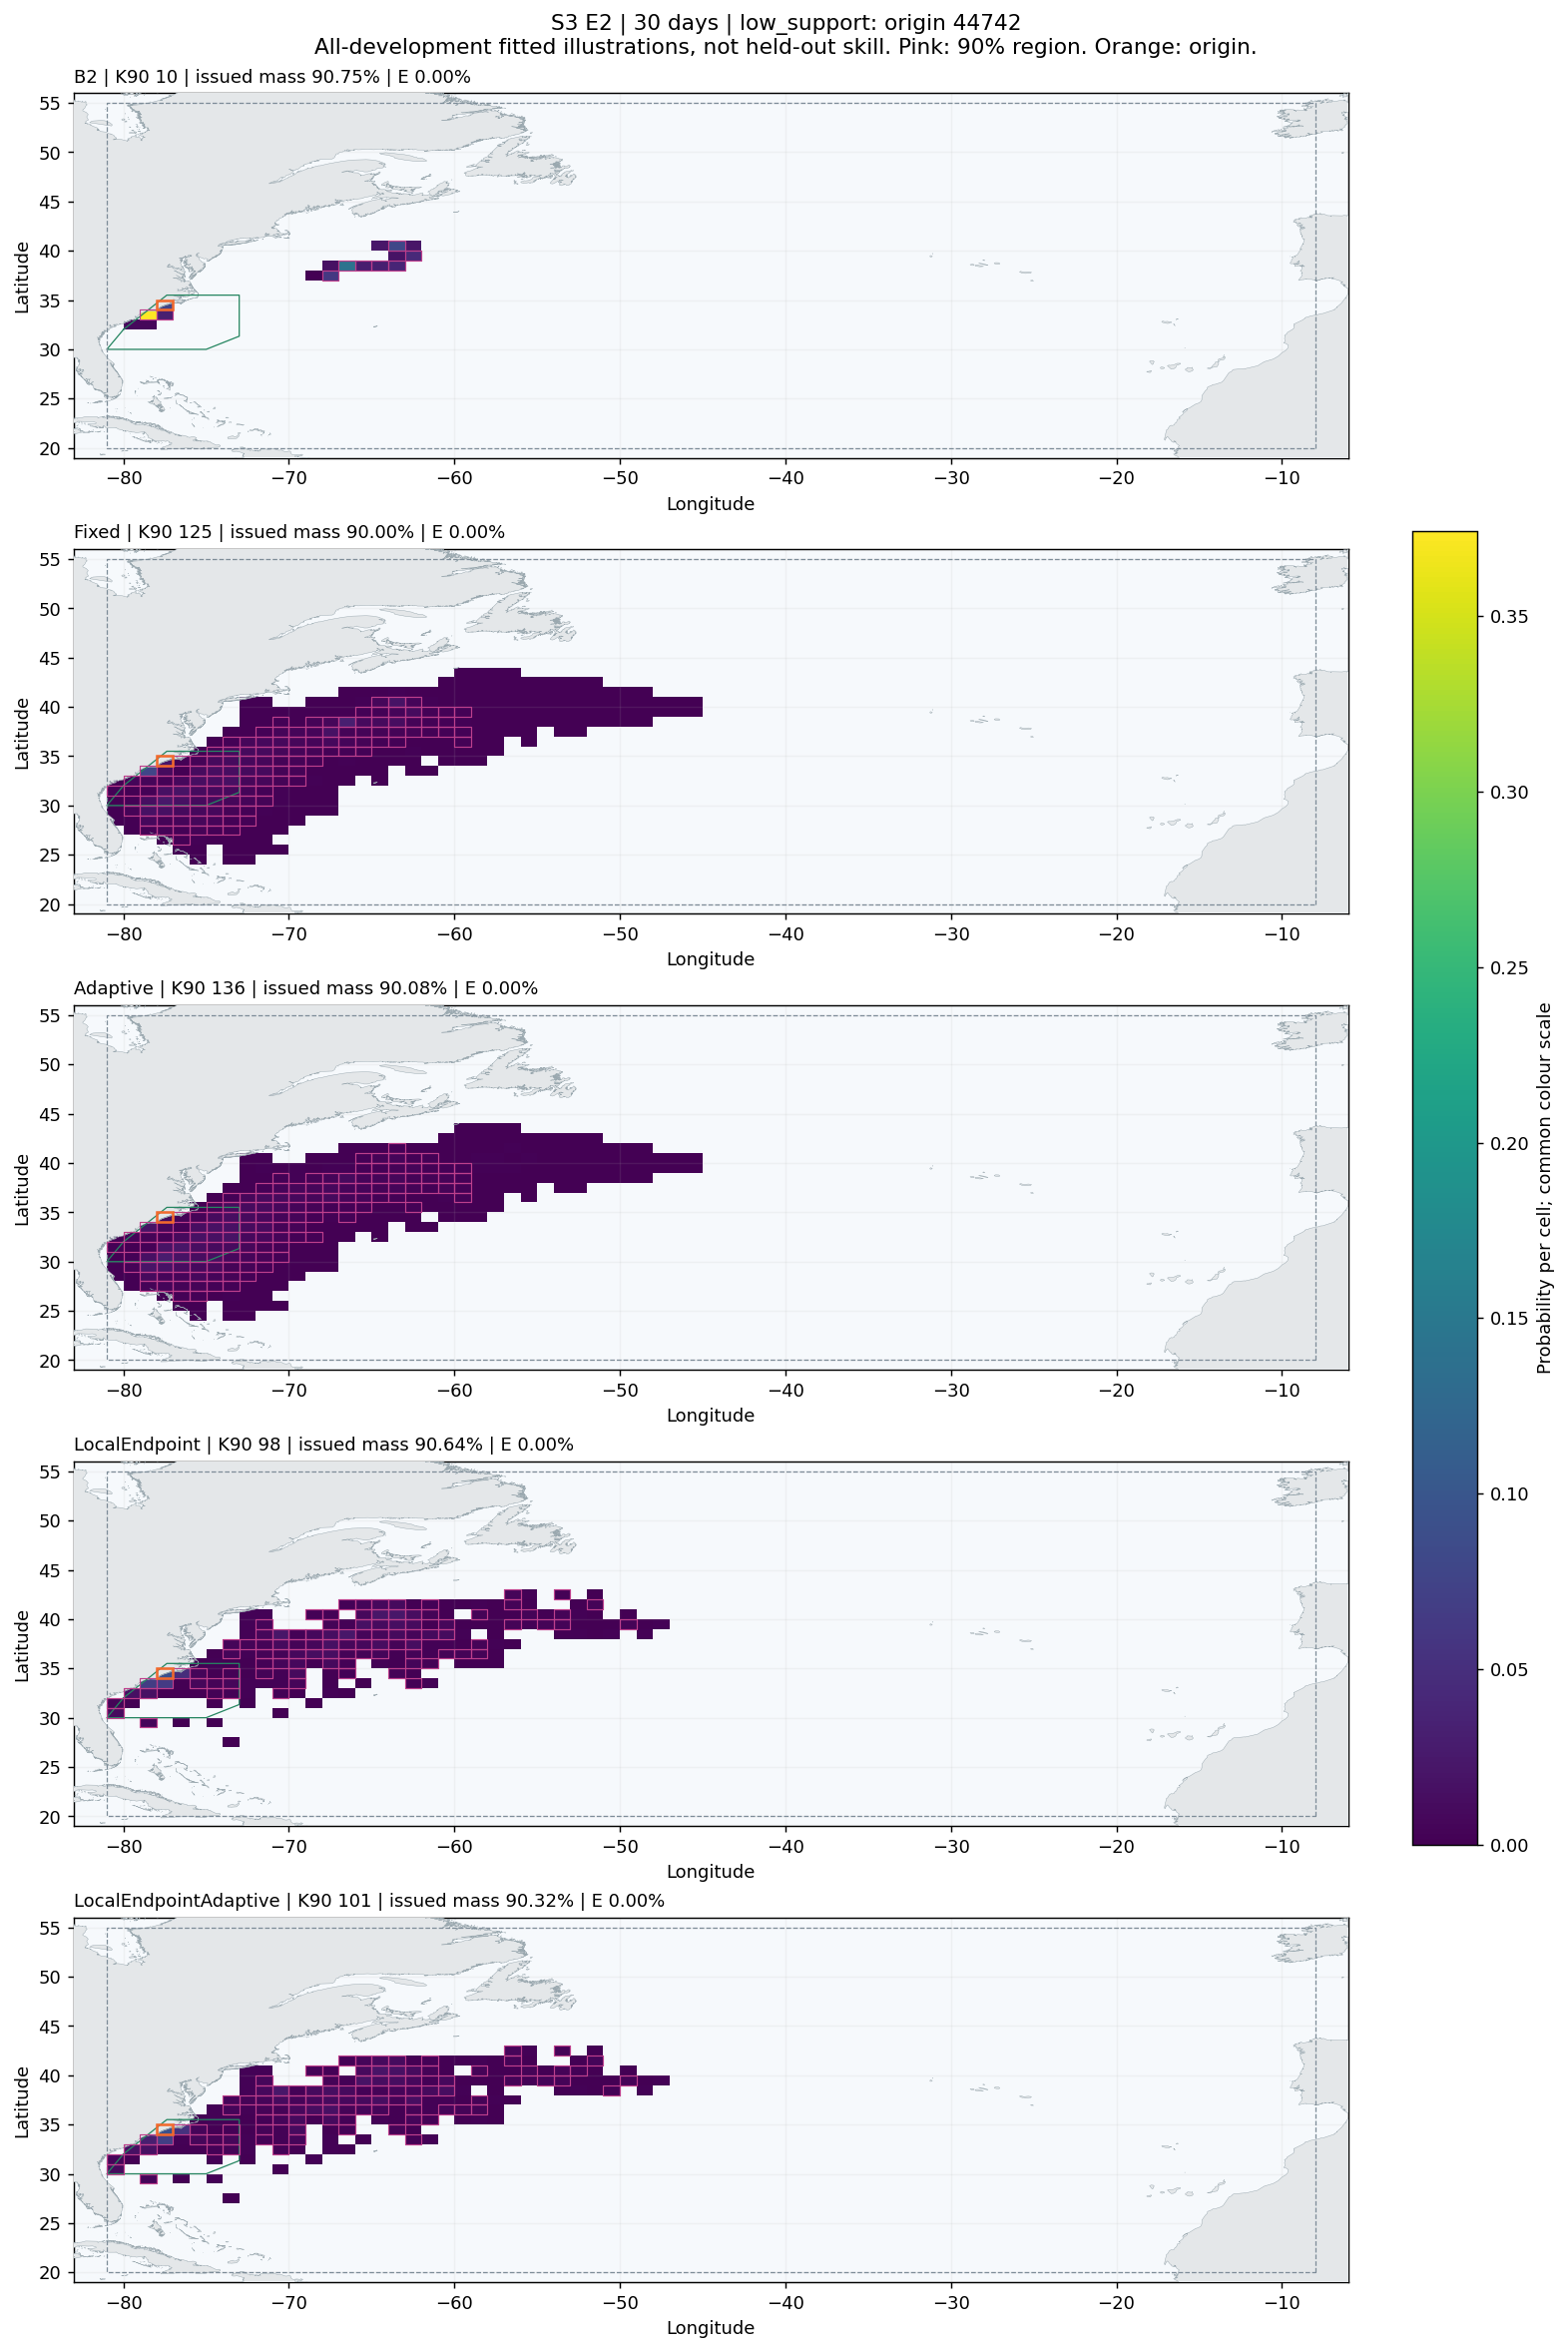 S3 E2 | 30 days | low_support: origin 44742
All-development fitted illustrations, not held-out skill. Pink: 90% region. Orange: origin.
B2 | K90 10 | issued mass 90.75% | E 0.00%
55
50
45
40
35
30
25
20
Latitude
−80 −70 −60 −50 −40 −30 −20 −10
Longitude
Fixed | K90 125 | issued mass 90.00% | E 0.00%
55
50
45
40
35
30
25
20
Latitude
−80 −70 −60 −50 −40 −30 −20 −10
Longitude
Adaptive | K90 136 | issued mass 90.08% | E 0.00%
55
50
45
40
35
30
25
20
Latitude
−80 −70 −60 −50 −40 −30 −20 −10
Longitude
LocalEndpoint | K90 98 | issued mass 90.64% | E 0.00%
55
50
45
40
35
30
25
20
Latitude
−80 −70 −60 −50 −40 −30 −20 −10
Longitude
LocalEndpointAdaptive | K90 101 | issued mass 90.32% | E 0.00%
55
50
45
40
35
30
25
20
Latitude
−80 −70 −60 −50 −40 −30 −20 −10
Longitude
0.35
0.30
0.25
0.20
0.15
0.10
0.05
0.00
Probability per cell; common colour scale